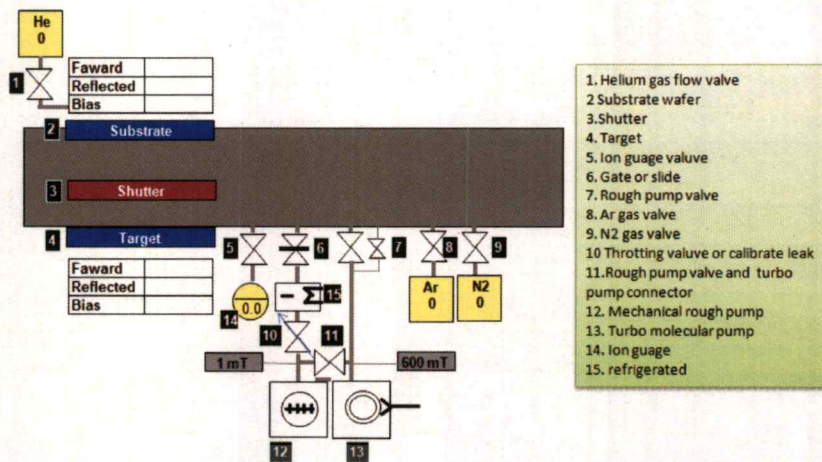 He
0
1
Faward
Reflected
Bias
2
Substrate
3
Shutter
4
Target
5
6
7
8
9
Faward
Reflected
Bias
14
0.0
15
Ar
0
N2
0
10
11
1 mT
600 mT
12
13
1. Helium gas flow valve
2 Substrate wafer
3.Shutter
4. Target
5. Ion guage valuve
6. Gate or slide
7. Rough pump valve
8. Ar gas valve
9. N2 gas valve
10 Throtting valuve or calibrate leak
11.Rough pump valve and turbo
pump connector
12. Mechanical rough pump
13. Turbo molecular pump
14. Ion guage
15. refrigerated